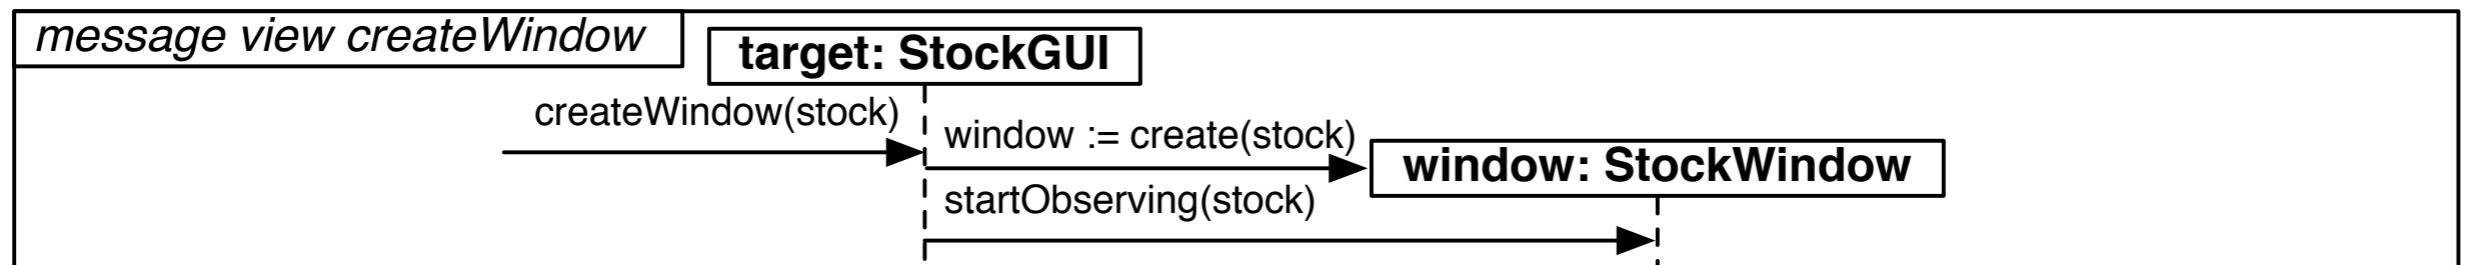 message view createWindow
target: StockGUI
createWindow(stock)
window := create(stock)
window: StockWindow
startObserving(stock)